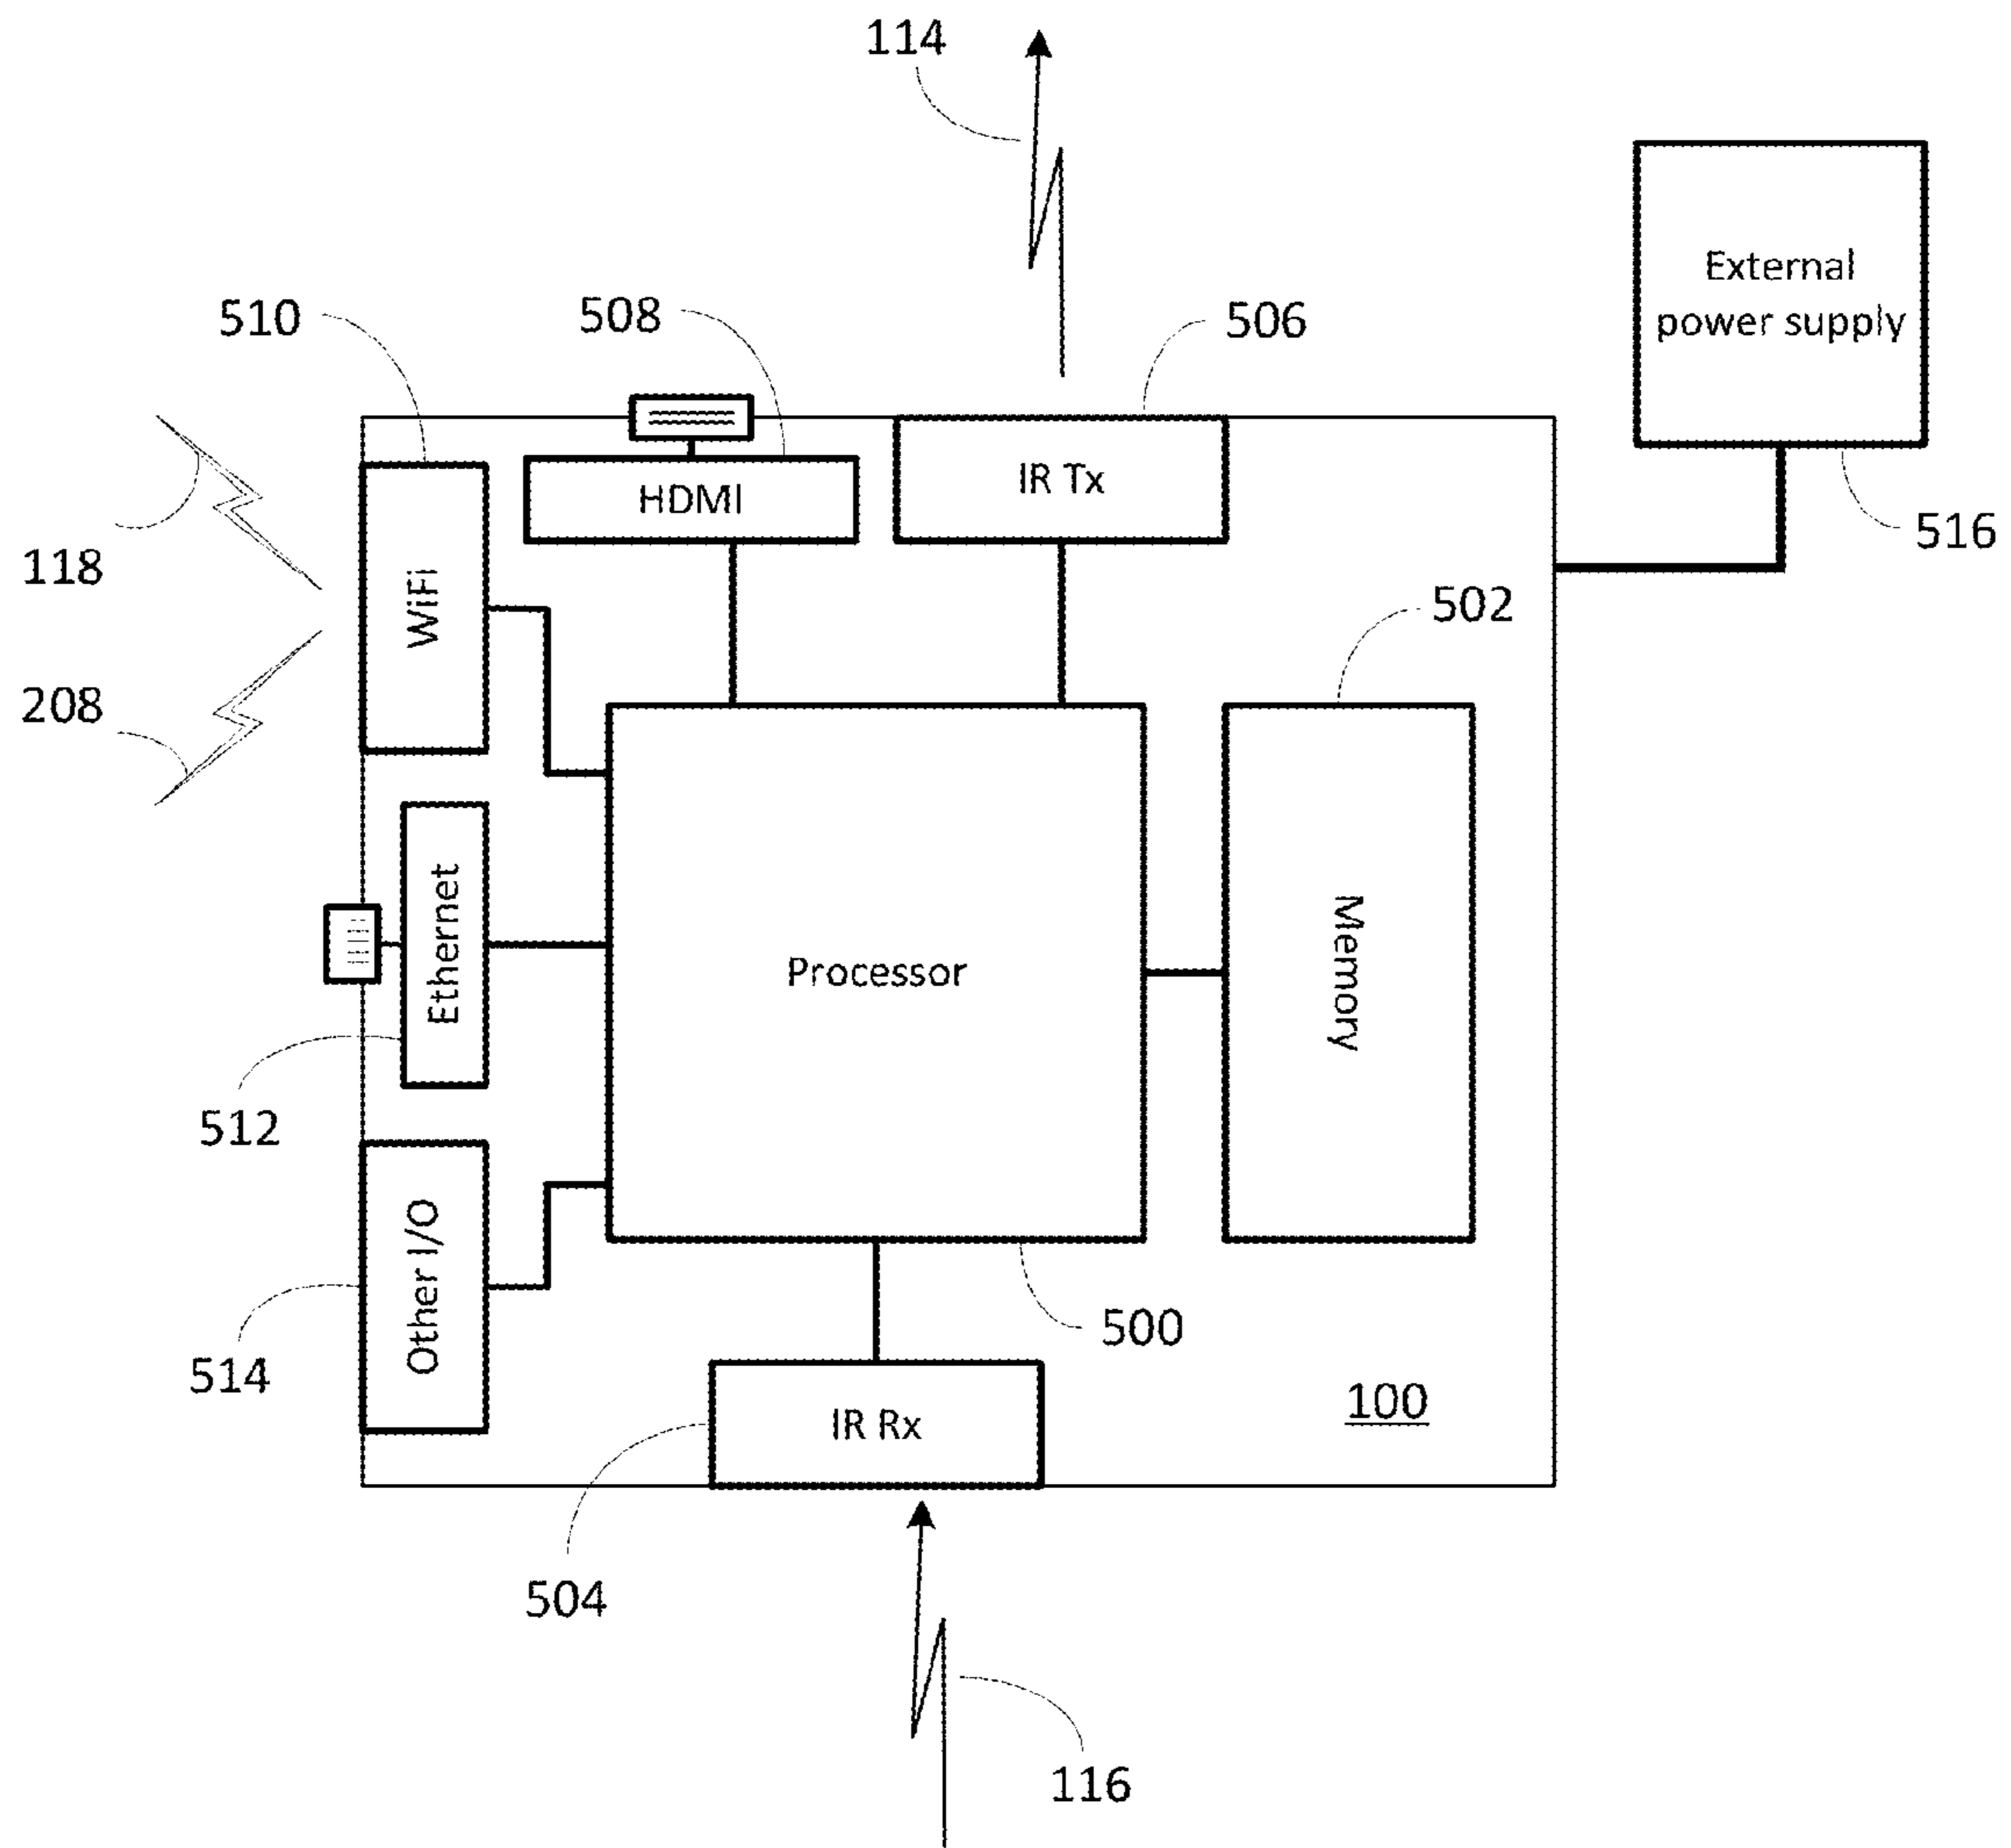 114
External
power supply
510
508
506
516
HDMI
IR Tx
118
WiFi
502
208
Ethernet
Processor
Memory
512
Other I/O
500
514
100
IR Rx
504
116